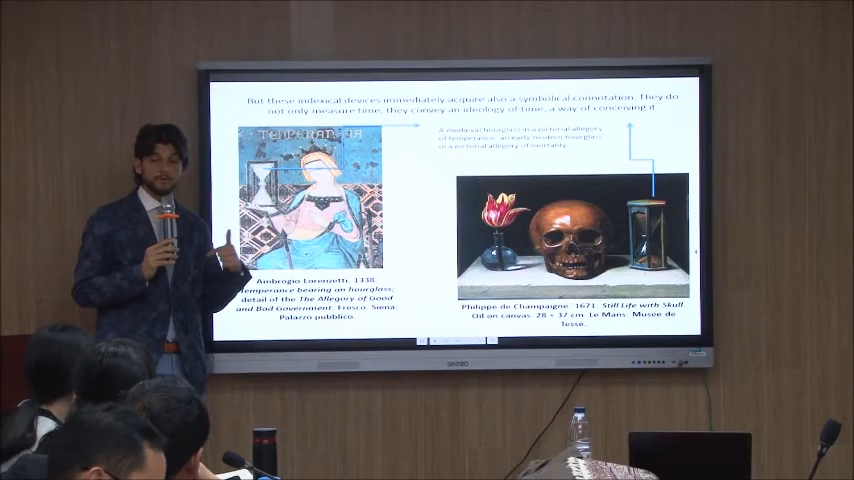 But these indexical devices immediately acquire also a symbolical connotation. They do
not only measure time, they convey an ideology of time, a way of conceiving it
TEMPERAN
A medieval hourglass in a pictorial allegory
of temperance; an early modern hourglass
in a pictorial allegory of mortality.
Ambrogio Lorenzetti. 1338.
Temperance bearing an hourglass;
detail of the The Allegory of Good
and Bad Government. Fresco. Siena:
Palazzo pubblico.
Philippe de Champaigne. 1671. Still Life with Skull.
Oil on canvas. 28 × 37 cm. Le Mans: Musée de
Tessé.
seewo